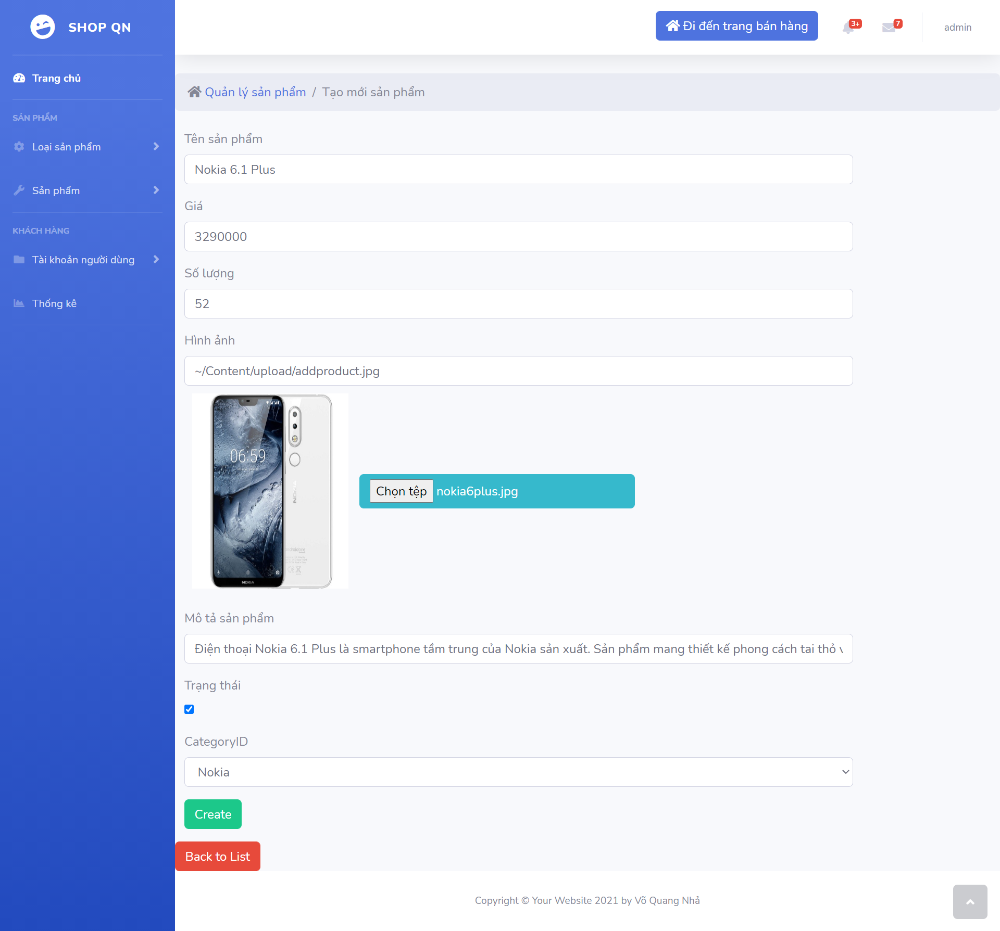 SHOP QN
Đi đến trang bán hàng
3+
7
admin
Trang chủ
Quản lý sản phẩm / Tạo mới sản phẩm
SẢN PHẨM
Loại sản phẩm
Sản phẩm
KHÁCH HÀNG
Tài khoản người dùng
Thống kê
Tên sản phẩm
Nokia 6.1 Plus
Giá
3290000
Số lượng
52
Hình ảnh
~/Content/upload/addproduct.jpg
06:59
NOKIA
androidone
NOKIA
Chọn tệp nokia6plus.jpg
Mô tả sản phẩm
Điện thoại Nokia 6.1 Plus là smartphone tầm trung của Nokia sản xuất. Sản phẩm mang thiết kế phong cách tai thỏ
Trạng thái
CategoryID
Nokia
Create
Back to List
Copyright © Your Website 2021 by Võ Quang Nhả